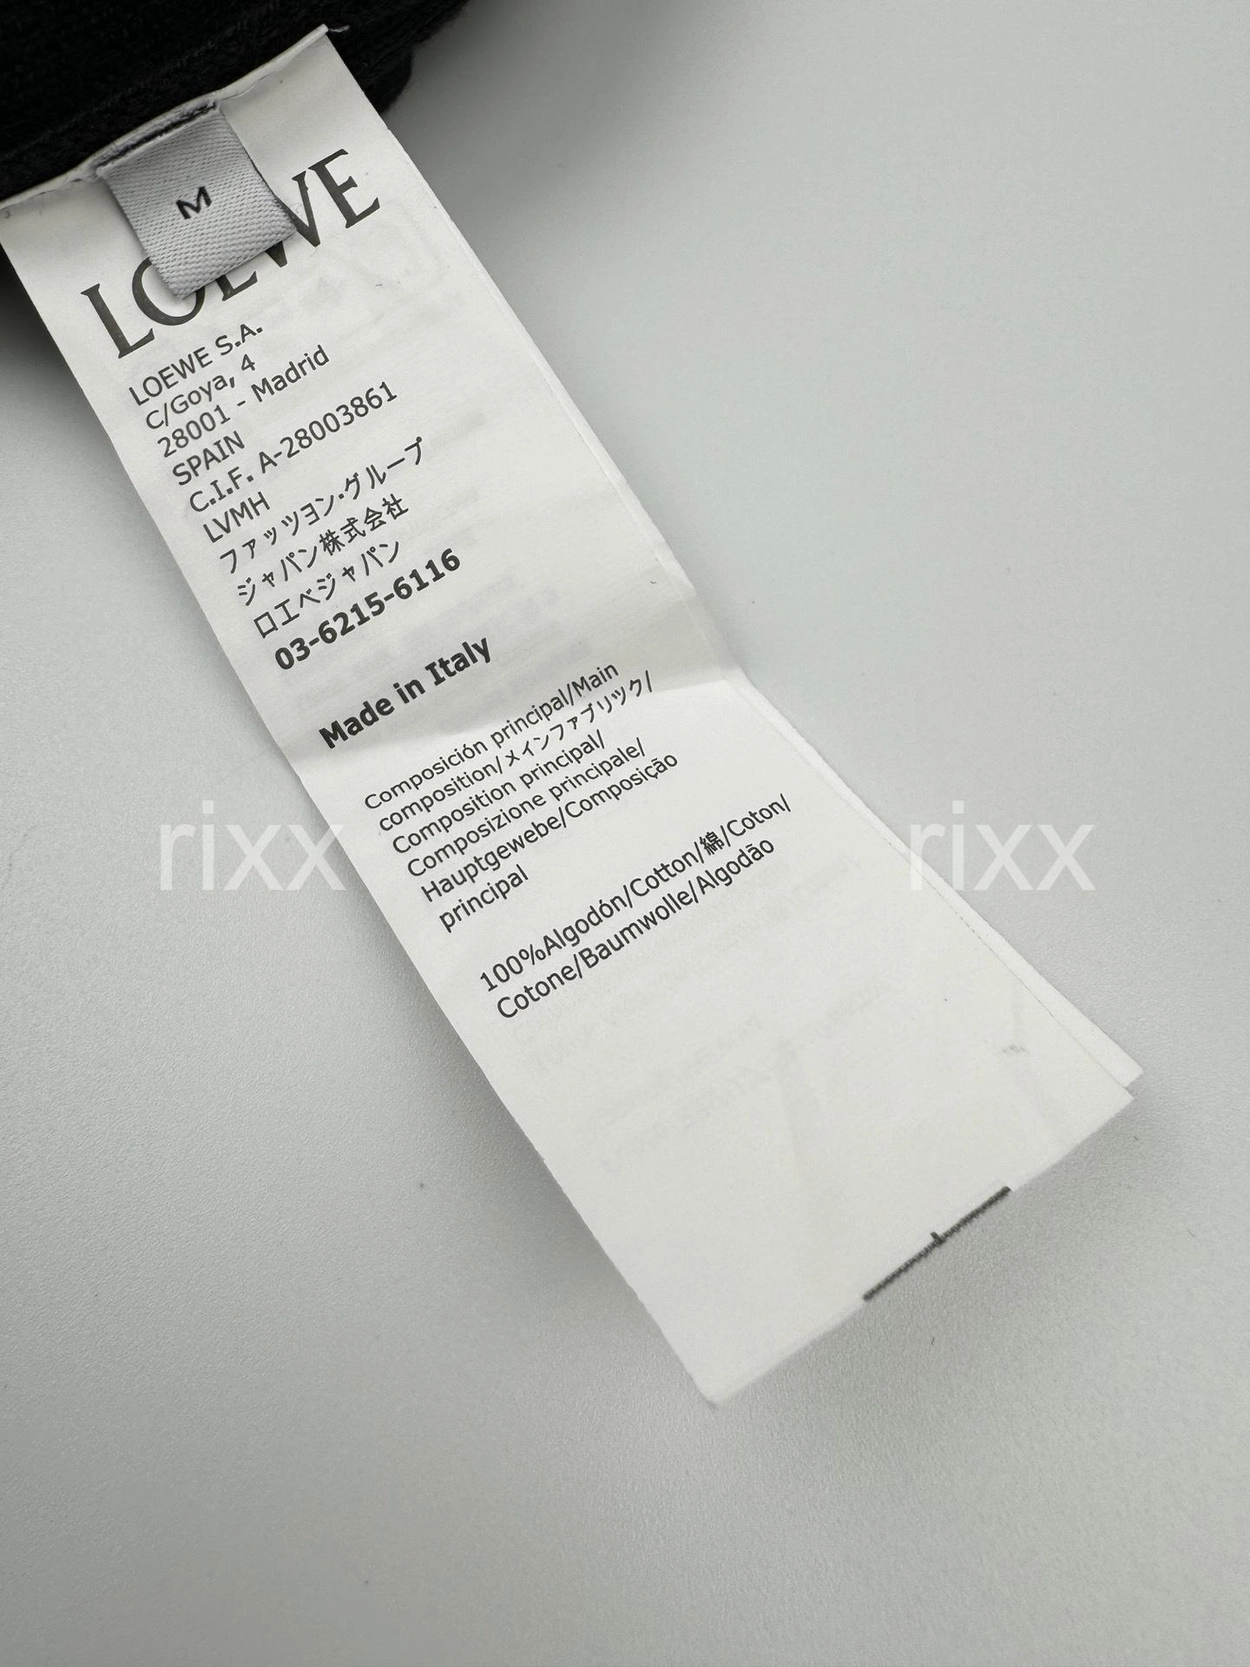 M
LOEWE
LOEWE S.A.
C/Goya, 4
28001 - Madrid
SPAIN
C.I.F. A-28003861
LVMH
ファッツヨン・グループ
ジャパン株式会社
ロエベジャパン
03-6215-6116
Made in Italy
Composición principal/Main
composition/メインファブリック/
Composition principal/
Composizione principale/
Hauptgewebe/Composição
principal
100%Algodón/Cotton/綿/Coton/
Cotone/Baumwolle/Algodão
rixx
rixx